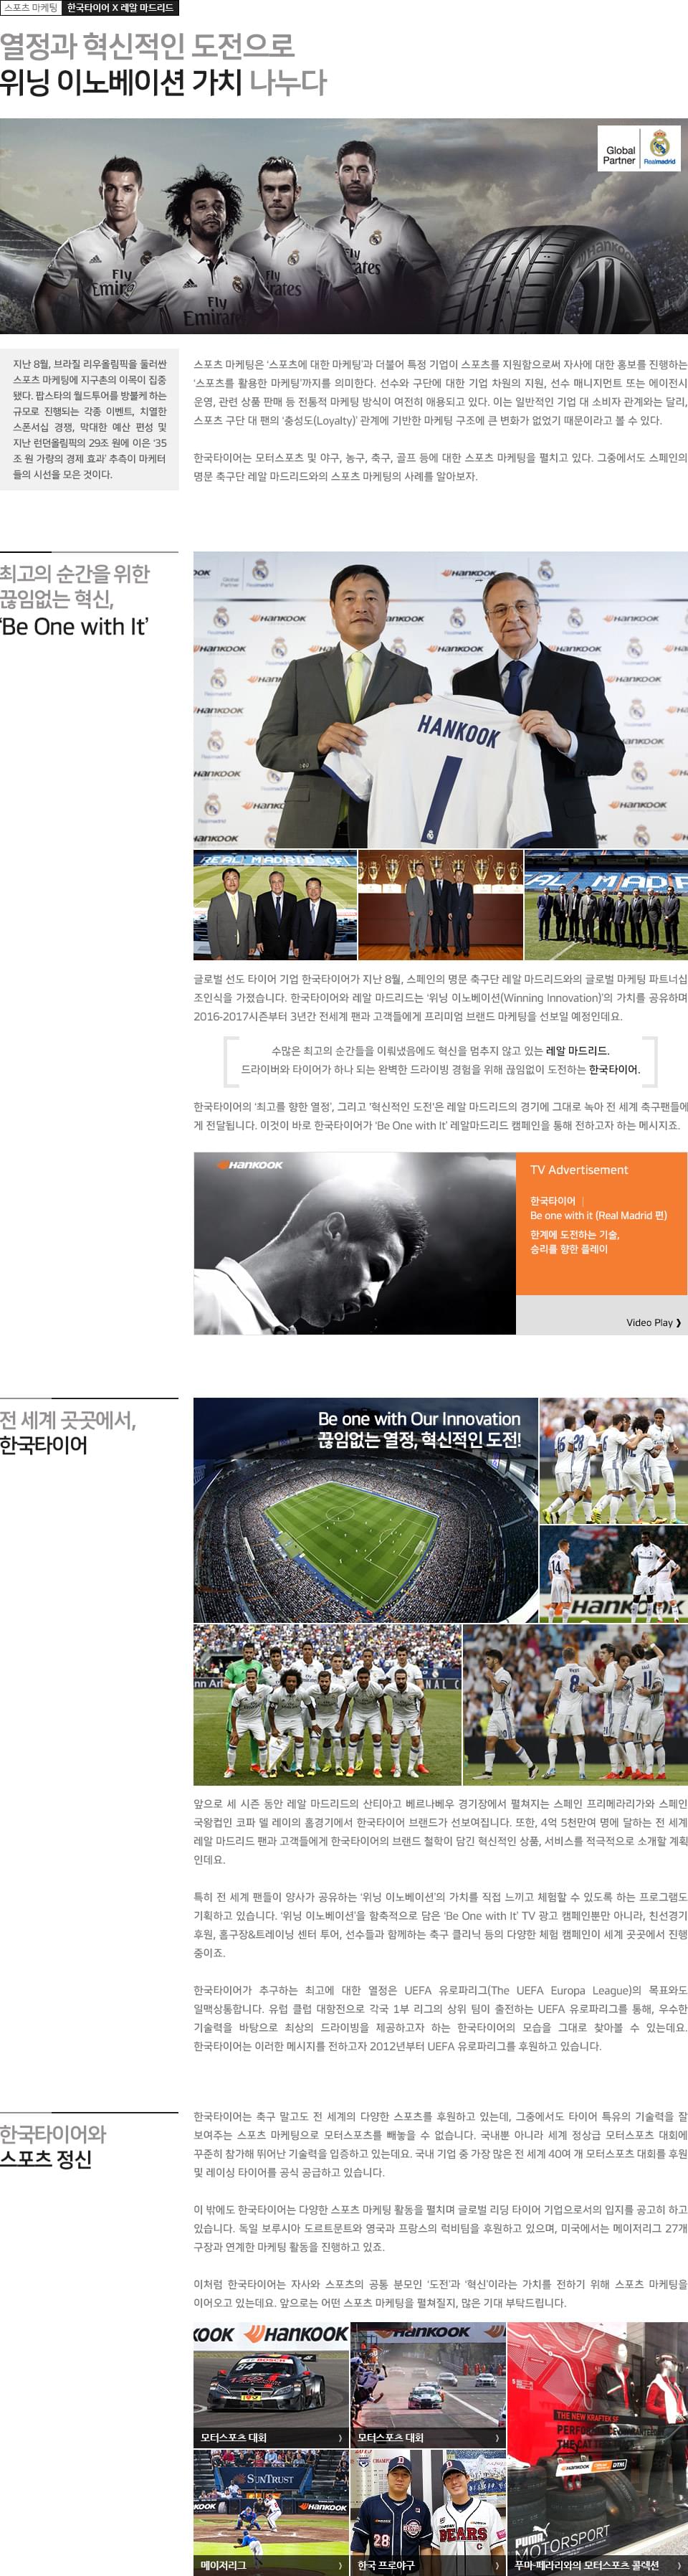 스포츠 마케팅 한국타이어 X 레알 마드리드
열정과 혁신적인 도전으로
위닝 이노베이션 가치 나누다
Global
Partner
Realmadrid
Hankook
Fly
Emirates
Fly
Emirates
Fly
Emirates
Fly
Emirates
지난 8월, 브라질 리우올림픽을 둘러싼
스포츠 마케팅에 지구촌의 이목이 집중
됐다. 팝스타의 월드투어를 방불케 하는
규모로 진행되는 각종 이벤트, 치열한
스폰서십 경쟁, 막대한 예산 편성 및
지난 런던올림픽의 29조 원에 이은 ‘35
조 원 가량의 경제 효과’ 추측이 마케터
들의 시선을 모은 것이다.
스포츠 마케팅은 ‘스포츠에 대한 마케팅’과 더불어 특정 기업이 스포츠를 지원함으로써 자사에 대한 홍보를 진행하는
‘스포츠를 활용한 마케팅’까지를 의미한다. 선수와 구단에 대한 기업 차원의 지원, 선수 매니지먼트 또는 에이전시
운영, 관련 상품 판매 등 전통적 마케팅 방식이 여전히 애용되고 있다. 이는 일반적인 기업 대 소비자 관계와는 달리,
스포츠 구단 대 팬의 ‘충성도(Loyalty)’ 관계에 기반한 마케팅 구조에 큰 변화가 없었기 때문이라고 볼 수 있다.
한국타이어는 모터스포츠 및 야구, 농구, 축구, 골프 등에 대한 스포츠 마케팅을 펼치고 있다. 그중에서도 스페인의
명문 축구단 레알 마드리드와의 스포츠 마케팅의 사례를 알아보자.
최고의 순간을 위한
끊임없는 혁신,
‘Be One with It’
HANKOOK
HANKOOK
1
REAL MADRID CF
글로벌 선도 타이어 기업 한국타이어가 지난 8월, 스페인의 명문 축구단 레알 마드리드와의 글로벌 마케팅 파트너십
조인식을 가졌습니다. 한국타이어와 레알 마드리드는 ‘위닝 이노베이션(Winning Innovation)’의 가치를 공유하며
2016-2017시즌부터 3년간 전세계 팬과 고객들에게 프리미엄 브랜드 마케팅을 선보일 예정인데요.
수많은 최고의 순간들을 이뤄냈음에도 혁신을 멈추지 않고 있는 레알 마드리드.
드라이버와 타이어가 하나 되는 완벽한 드라이빙 경험을 위해 끊임없이 도전하는 한국타이어.
한국타이어의 ‘최고를 향한 열정’, 그리고 ‘혁신적인 도전’은 레알 마드리드의 경기에 그대로 녹아 전 세계 축구팬들에
게 전달됩니다. 이것이 바로 한국타이어가 ‘Be One with It’ 레알마드리드 캠페인을 통해 전하고자 하는 메시지죠.
HANKOOK
TV Advertisement
한국타이어 |
Be one with it (Real Madrid 편)
한계에 도전하는 기술,
승리를 향한 플레이
Video Play ❯
전 세계 곳곳에서,
한국타이어
Be one with Our Innovation
끊임없는 열정, 혁신적인 도전!
14
8
11
앞으로 세 시즌 동안 레알 마드리드의 산티아고 베르나베우 경기장에서 펼쳐지는 스페인 프리메라리가와 스페인
국왕컵인 코파 델 레이의 홈경기에서 한국타이어 브랜드가 선보여집니다. 또한, 4억 5천만여 명에 달하는 전 세계
레알 마드리드 팬과 고객들에게 한국타이어의 브랜드 철학이 담긴 혁신적인 상품, 서비스를 적극적으로 소개할 계획
인데요.
특히 전 세계 팬들이 양사가 공유하는 ‘위닝 이노베이션’의 가치를 직접 느끼고 체험할 수 있도록 하는 프로그램도
기획하고 있습니다. ‘위닝 이노베이션’을 함축적으로 담은 ‘Be One with It’ TV 광고 캠페인뿐만 아니라, 친선경기
후원, 홈구장&트레이닝 센터 투어, 선수들과 함께하는 축구 클리닉 등의 다양한 체험 캠페인이 세계 곳곳에서 진행
중이죠.
한국타이어가 추구하는 최고에 대한 열정은 UEFA 유로파리그(The UEFA Europa League)의 목표와도
일맥상통합니다. 유럽 클럽 대항전으로 각국 1부 리그의 상위 팀이 출전하는 UEFA 유로파리그를 통해, 우수한
기술력을 바탕으로 최상의 드라이빙을 제공하고자 하는 한국타이어의 모습을 그대로 찾아볼 수 있는데요.
한국타이어는 이러한 메시지를 전하고자 2012년부터 UEFA 유로파리그를 후원하고 있습니다.
한국타이어와
스포츠 정신
한국타이어는 축구 말고도 전 세계의 다양한 스포츠를 후원하고 있는데, 그중에서도 타이어 특유의 기술력을 잘
보여주는 스포츠 마케팅으로 모터스포츠를 빼놓을 수 없습니다. 국내뿐 아니라 세계 정상급 모터스포츠 대회에
꾸준히 참가해 뛰어난 기술력을 입증하고 있는데요. 국내 기업 중 가장 많은 전 세계 40여 개 모터스포츠 대회를 후원
및 레이싱 타이어를 공식 공급하고 있습니다.
이 밖에도 한국타이어는 다양한 스포츠 마케팅 활동을 펼치며 글로벌 리딩 타이어 기업으로서의 입지를 공고히 하고
있습니다. 독일 보루시아 도르트문트와 영국과 프랑스의 럭비팀을 후원하고 있으며, 미국에서는 메이저리그 27개
구장과 연계한 마케팅 활동을 진행하고 있죠.
이처럼 한국타이어는 자사와 스포츠의 공통 분모인 ‘도전’과 ‘혁신’이라는 가치를 전하기 위해 스포츠 마케팅을
이어오고 있는데요. 앞으로는 어떤 스포츠 마케팅을 펼쳐질지, 많은 기대 부탁드립니다.
HANKOOK
84
모터스포츠 대회
HANKOOK
모터스포츠 대회
THE NEW KRAFTEK SF
HANKOOK
PUMA
MOTORSPORT
푸마-페라리와의 모터스포츠 콜렉션
SUNTRUST
HANKOOK
메이저리그
28
BEARS
한국 프로야구